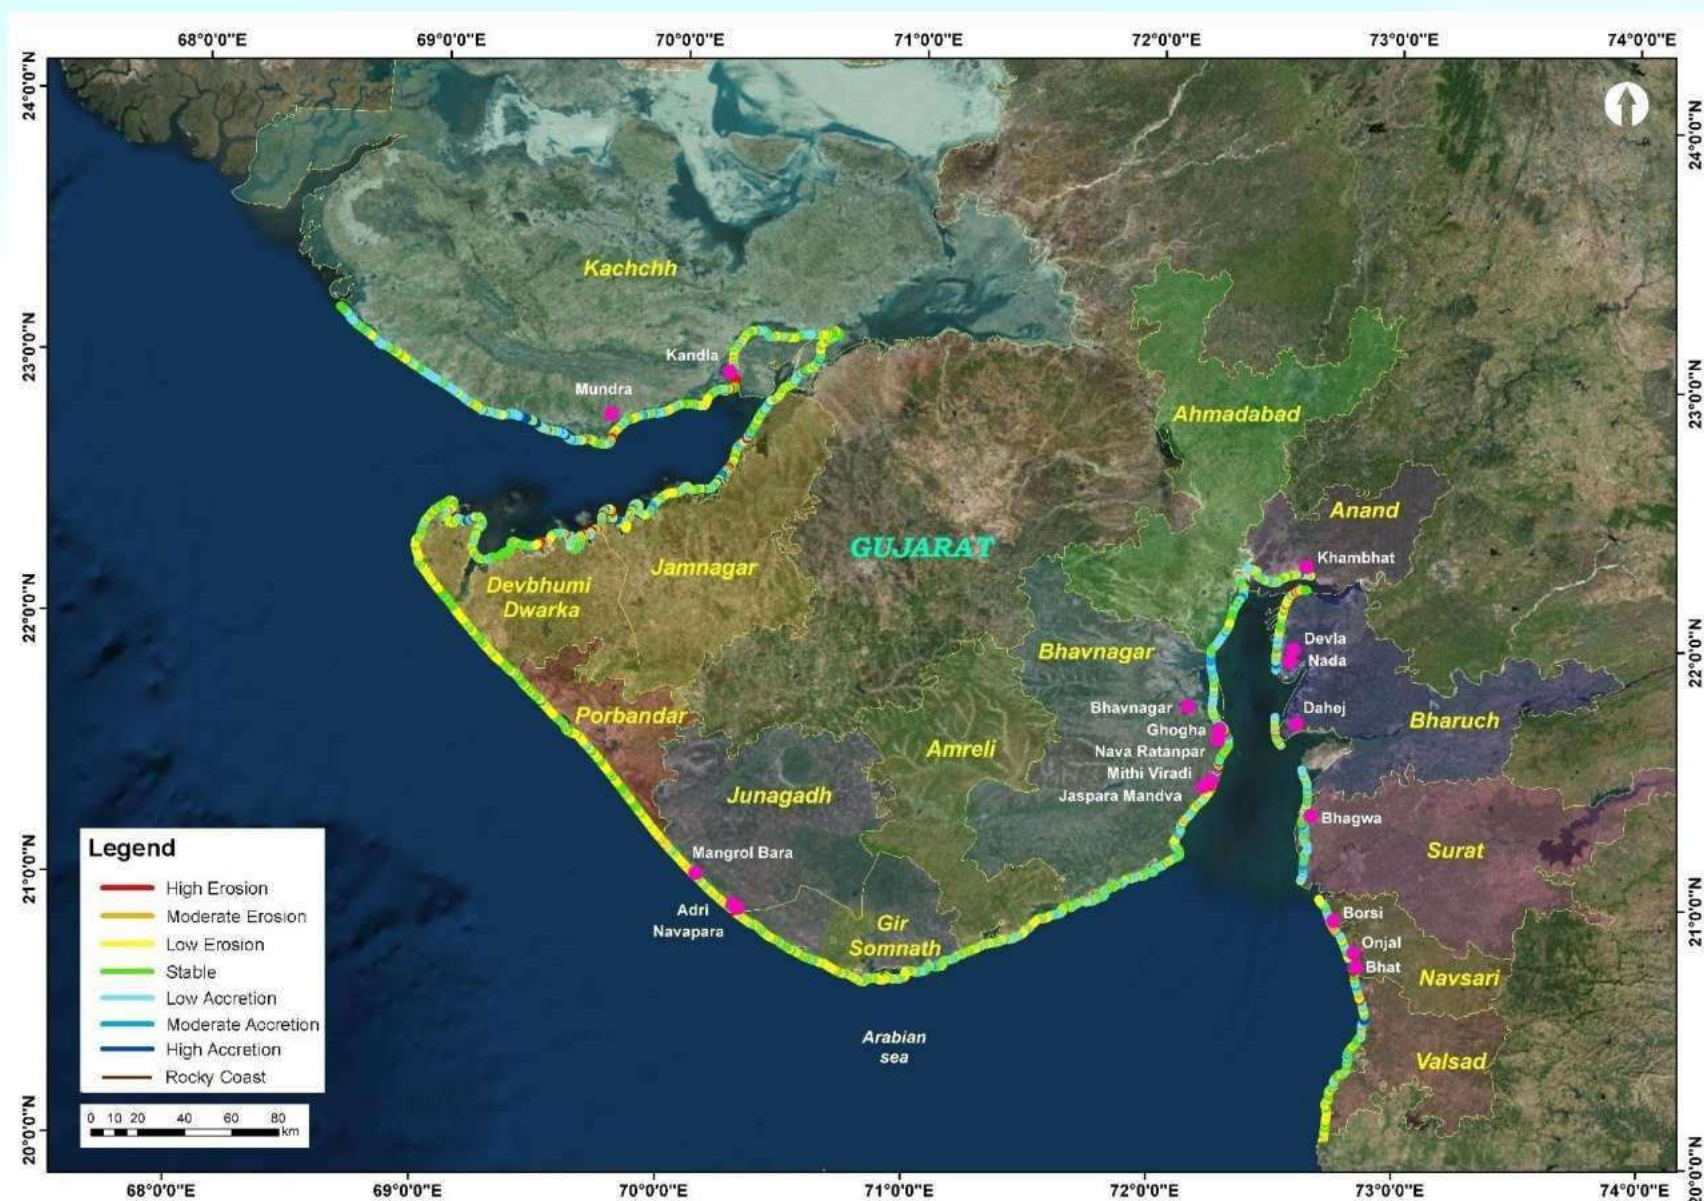 68°0'0"E 69°0'0"E 70°0'0"E 71°0'0"E 72°0'0"E 73°0'0"E 74°0'0"E
24°0'0"N
24°0'0"N
Kachchh
23°0'0"N
Kandla
Mundra
23°0'0"N
Ahmadabad
Anand
GUJARAT
Khambhat
Jamnagar
Devbhumi
Dwarka
22°0'0"N
22°0'0"N
Devla
Nada
Bhavnagar
Porbandar
Bhavnagar
Dahej
Bharuch
Ghogha
Amreli
Nava Ratanpar
Mithi Viradi
Junagadh
Jaspara Mandva
Bhagwa
Surat
Mangrol Bara
21°0'0"N
21°0'0"N
Adri
Navapara
Borsi
Gir
Somnath
Onjal
Bhat
Navsari
Arabian
sea
Valsad
Legend
High Erosion
Moderate Erosion
Low Erosion
Stable
Low Accretion
Moderate Accretion
High Accretion
Rocky Coast
0 10 20 40 60 80
km
20°0'0"N
20°0'0"N
68°0'0"E 69°0'0"E 70°0'0"E 71°0'0"E 72°0'0"E 73°0'0"E 74°0'0"E